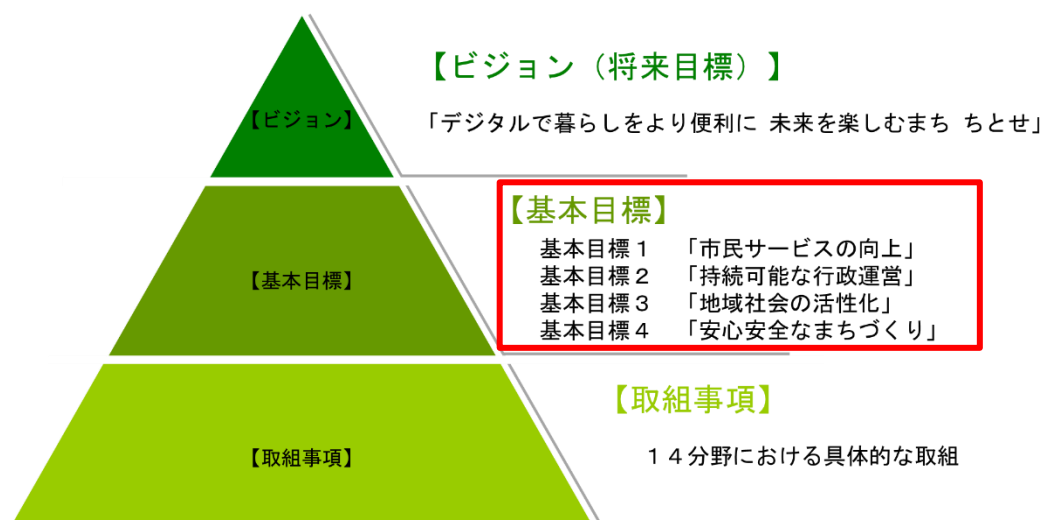 【ビジョン（将来目標）】
【ビジョン】
「デジタルで暮らしをより便利に 未来を楽しむまち ちとせ」
【基本目標】
基本目標１ 「市民サービスの向上」
基本目標２ 「持続可能な行政運営」
【基本目標】
基本目標３ 「地域社会の活性化」
基本目標４ 「安心安全なまちづくり」
【取組事項】
【取組事項】
１４分野における具体的な取組